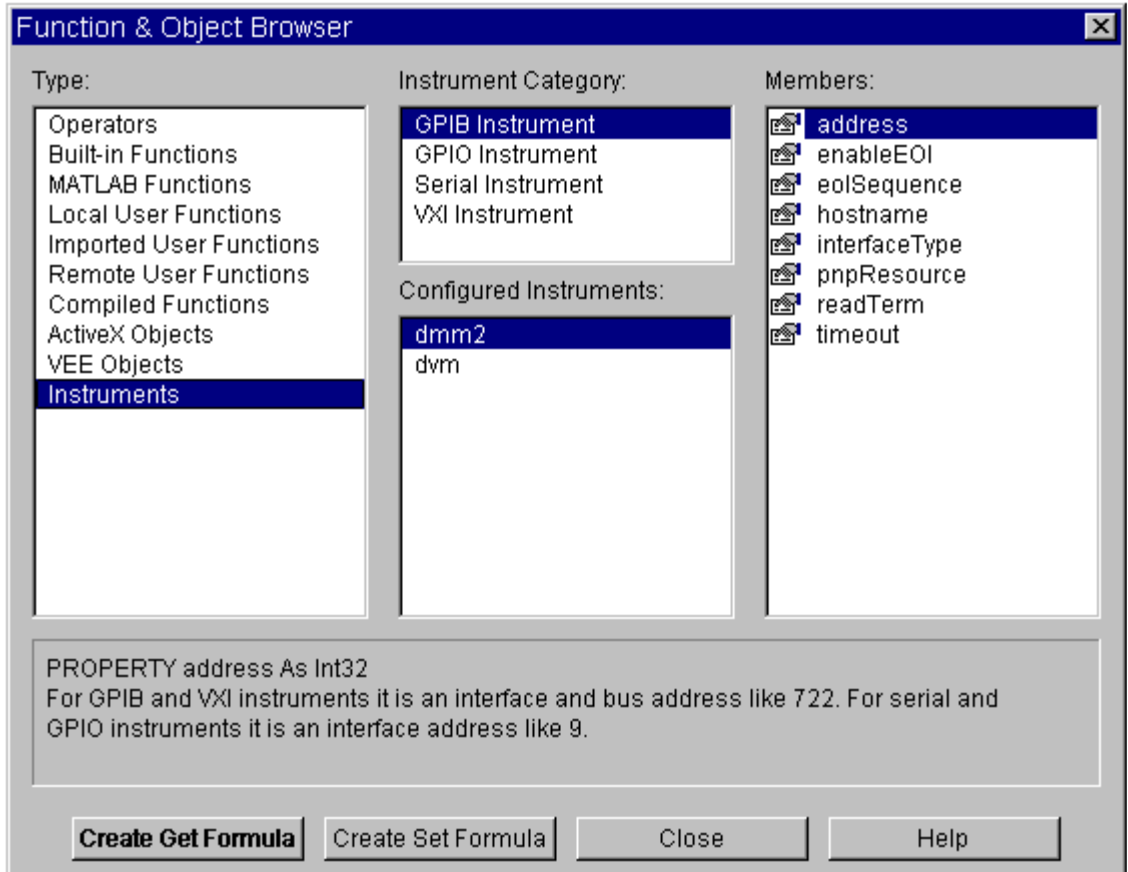 Function & Object Browser
Type:
Operators
Built-in Functions
MATLAB Functions
Local User Functions
Imported User Functions
Remote User Functions
Compiled Functions
ActiveX Objects
VEE Objects
Instruments
Instrument Category:
GPIB Instrument
GPIO Instrument
Serial Instrument
VXI Instrument
Configured Instruments:
dmm2
dvm
Members:
address
enableEOI
eolSequence
hostname
interfaceType
pnpResource
readTerm
timeout
PROPERTY address As Int32
For GPIB and VXI instruments it is an interface and bus address like 722. For serial and
GPIO instruments it is an interface address like 9.
Create Get Formula
Create Set Formula
Close
Help